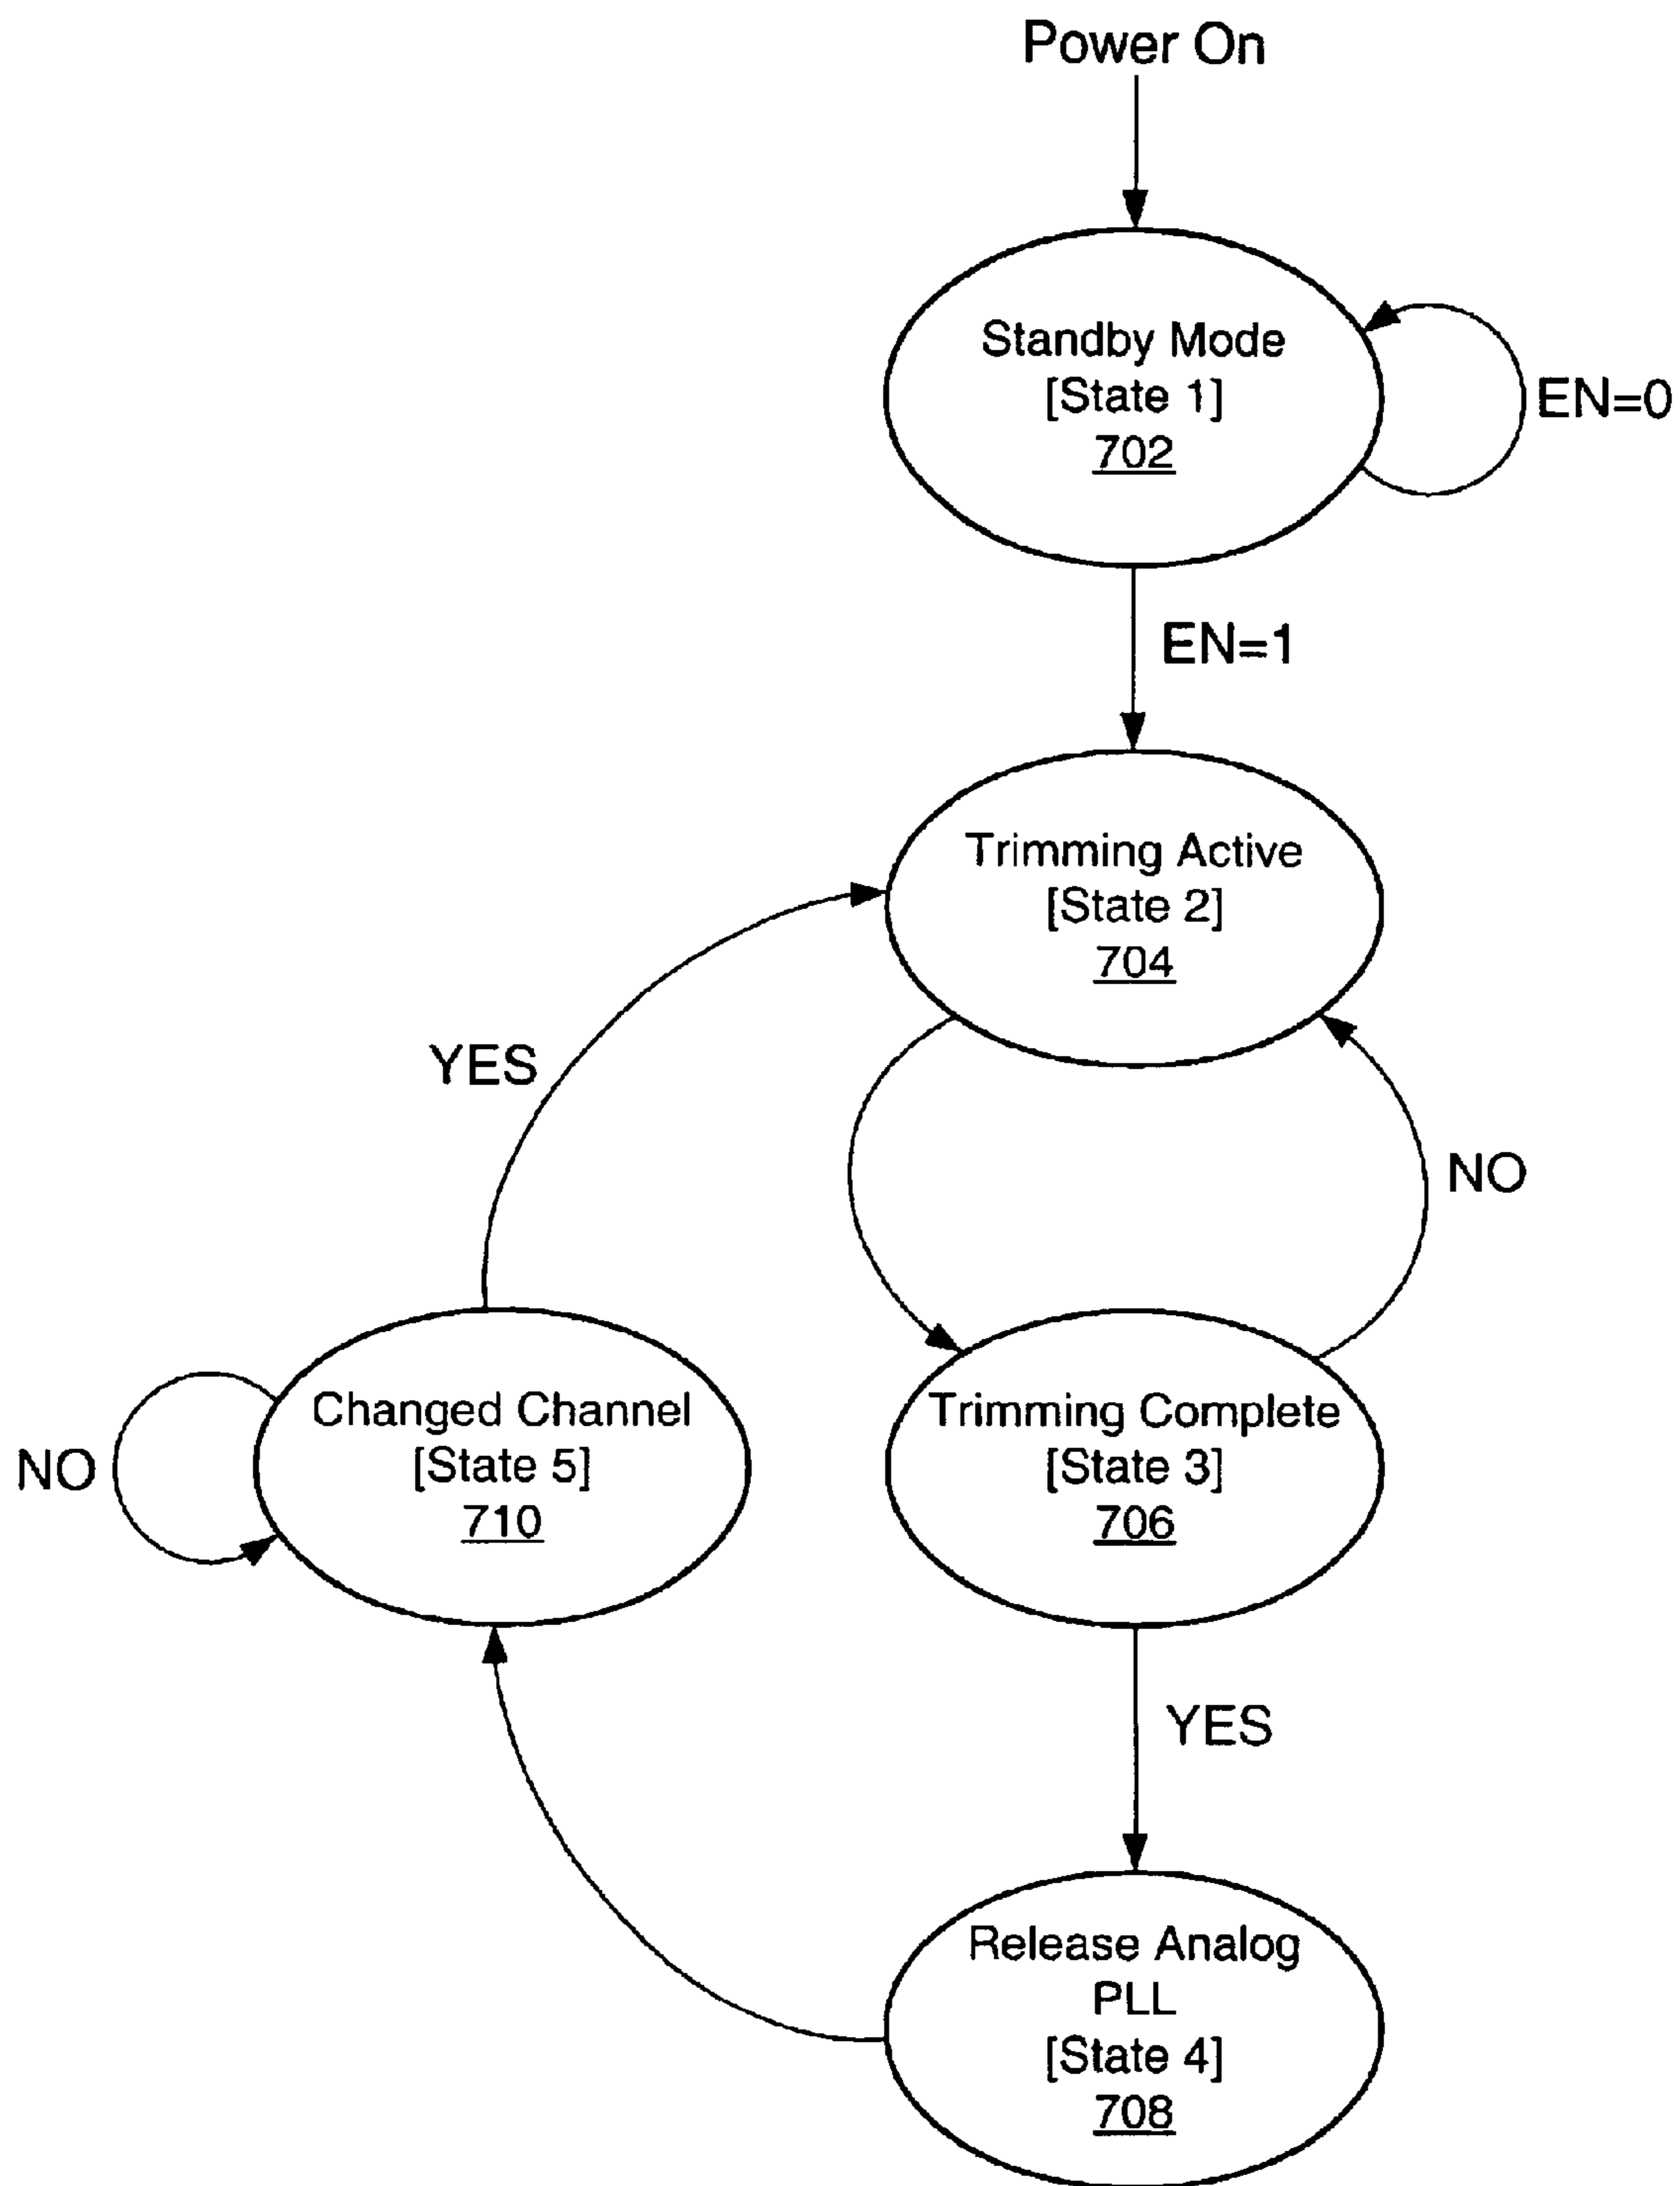 Power On
Standby Mode
[State 1]
702
EN=0
EN=1
Trimming Active
[State 2]
704
YES
NO
Changed Channel
[State 5]
710
NO
Trimming Complete
[State 3]
706
YES
Release Analog
PLL
[State 4]
708